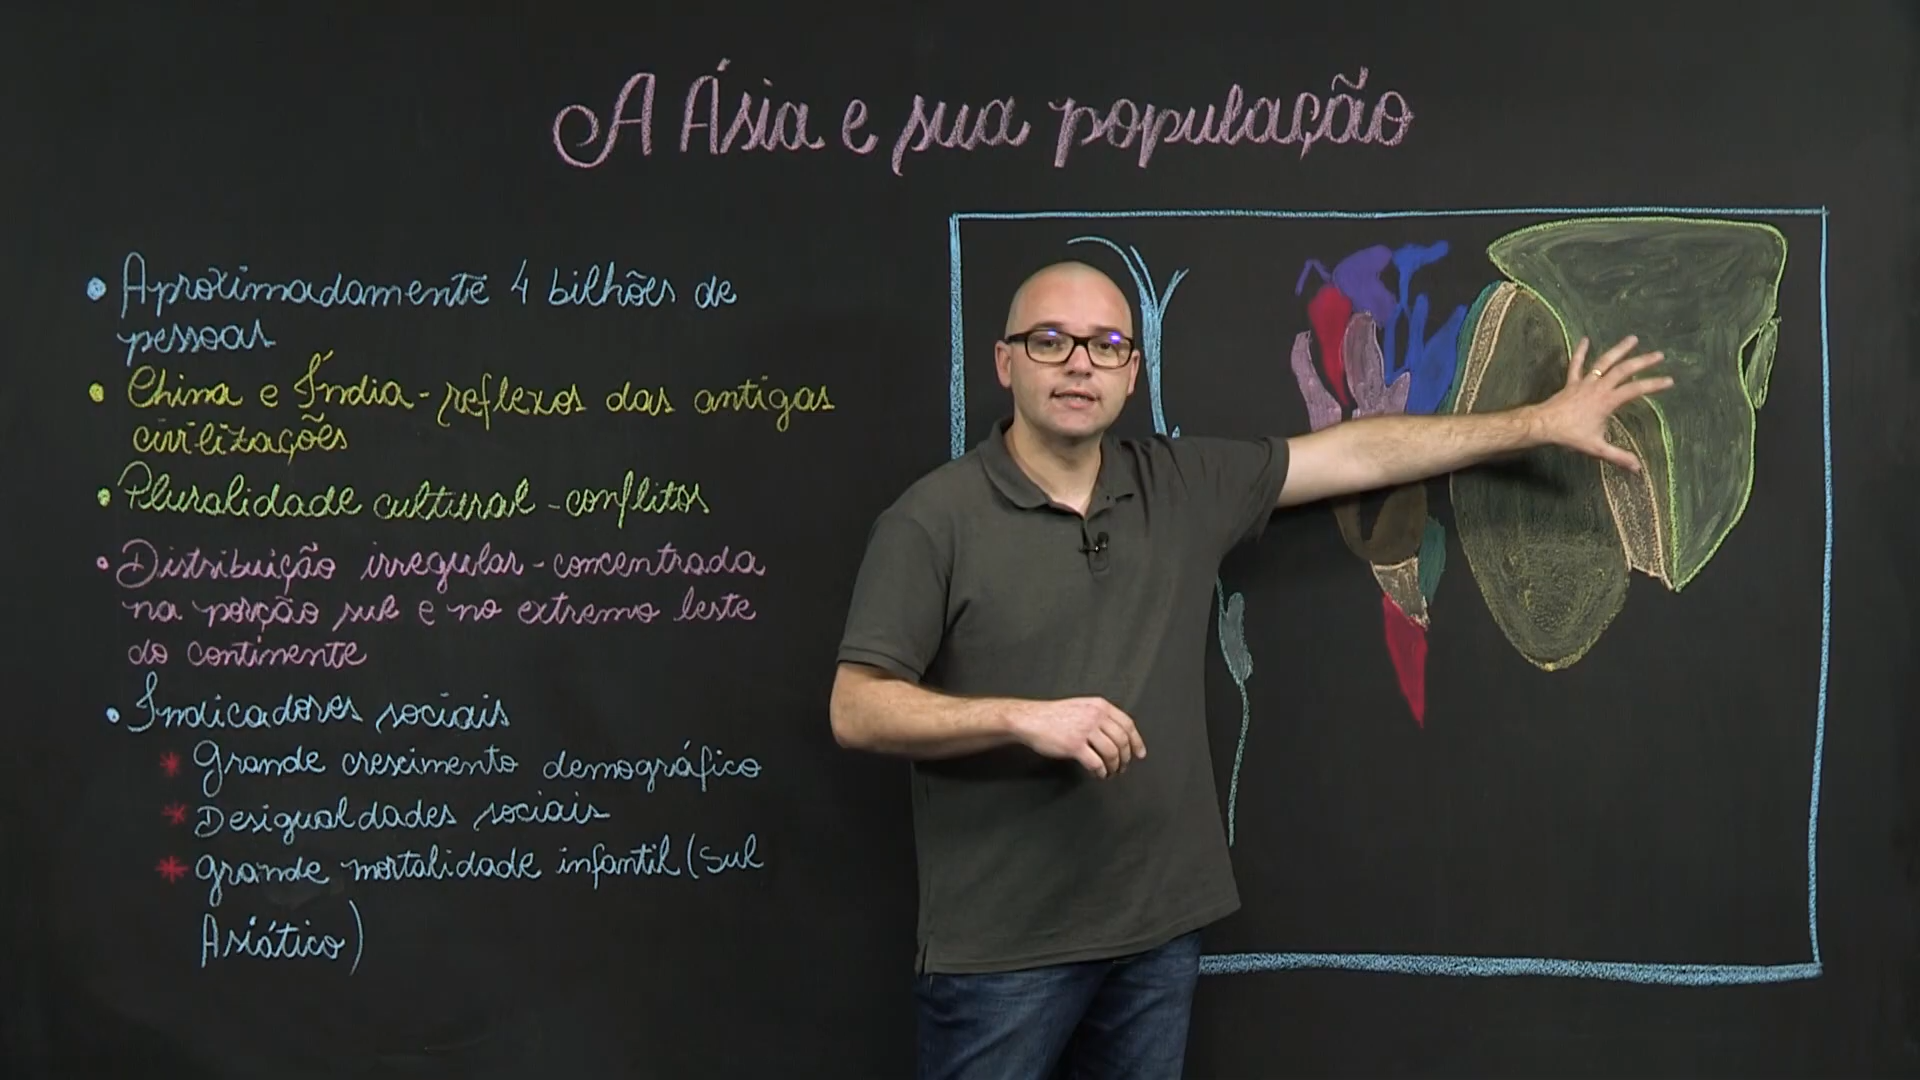 A Ásia e sua população
• Aproximadamente 4 bilhões de
pessoas
• China e Índia - reflexos das antigas
civilizações
• Pluralidade cultural - conflitos
• Distribuição irregular - concentrada
na porção sul e no extremo leste
do continente
• Indicadores sociais
* Grande crescimento demográfico
* Desigualdades sociais
* Grande mortalidade infantil (Sul
Asiático)